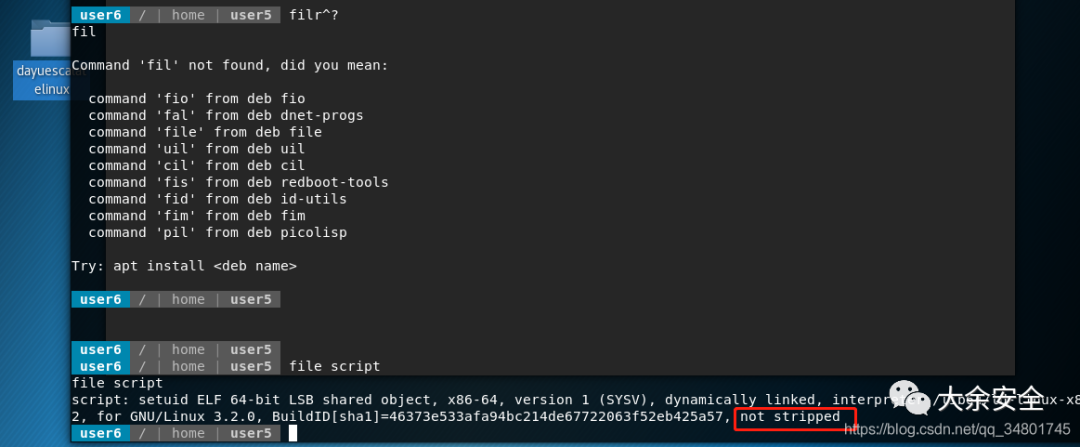 user6 / | home | user5 filr^?
fil
dayuesca
elinux
Command 'fil' not found, did you mean:
command 'fio' from deb fio
command 'fal' from deb dnet-progs
command 'file' from deb file
command 'uil' from deb uil
command 'cil' from deb cil
command 'fis' from deb redboot-tools
command 'fid' from deb id-utils
command 'fim' from deb fim
command 'pil' from deb picolisp
Try: apt install <deb name>
user6 / | home | user5
user6 / | home | user5
user6 / | home | user5 file script
file script
script: setuid ELF 64-bit LSB shared object, x86-64, version 1 (SYSV), dynamically linked,
2, for GNU/Linux 3.2.0, BuildID[sha1]=46373e533afa94bc214de67722063f52eb425a57, not stripped
user6 / | home | user5
大余安全
https://blog.csdn.net/qq_34801745